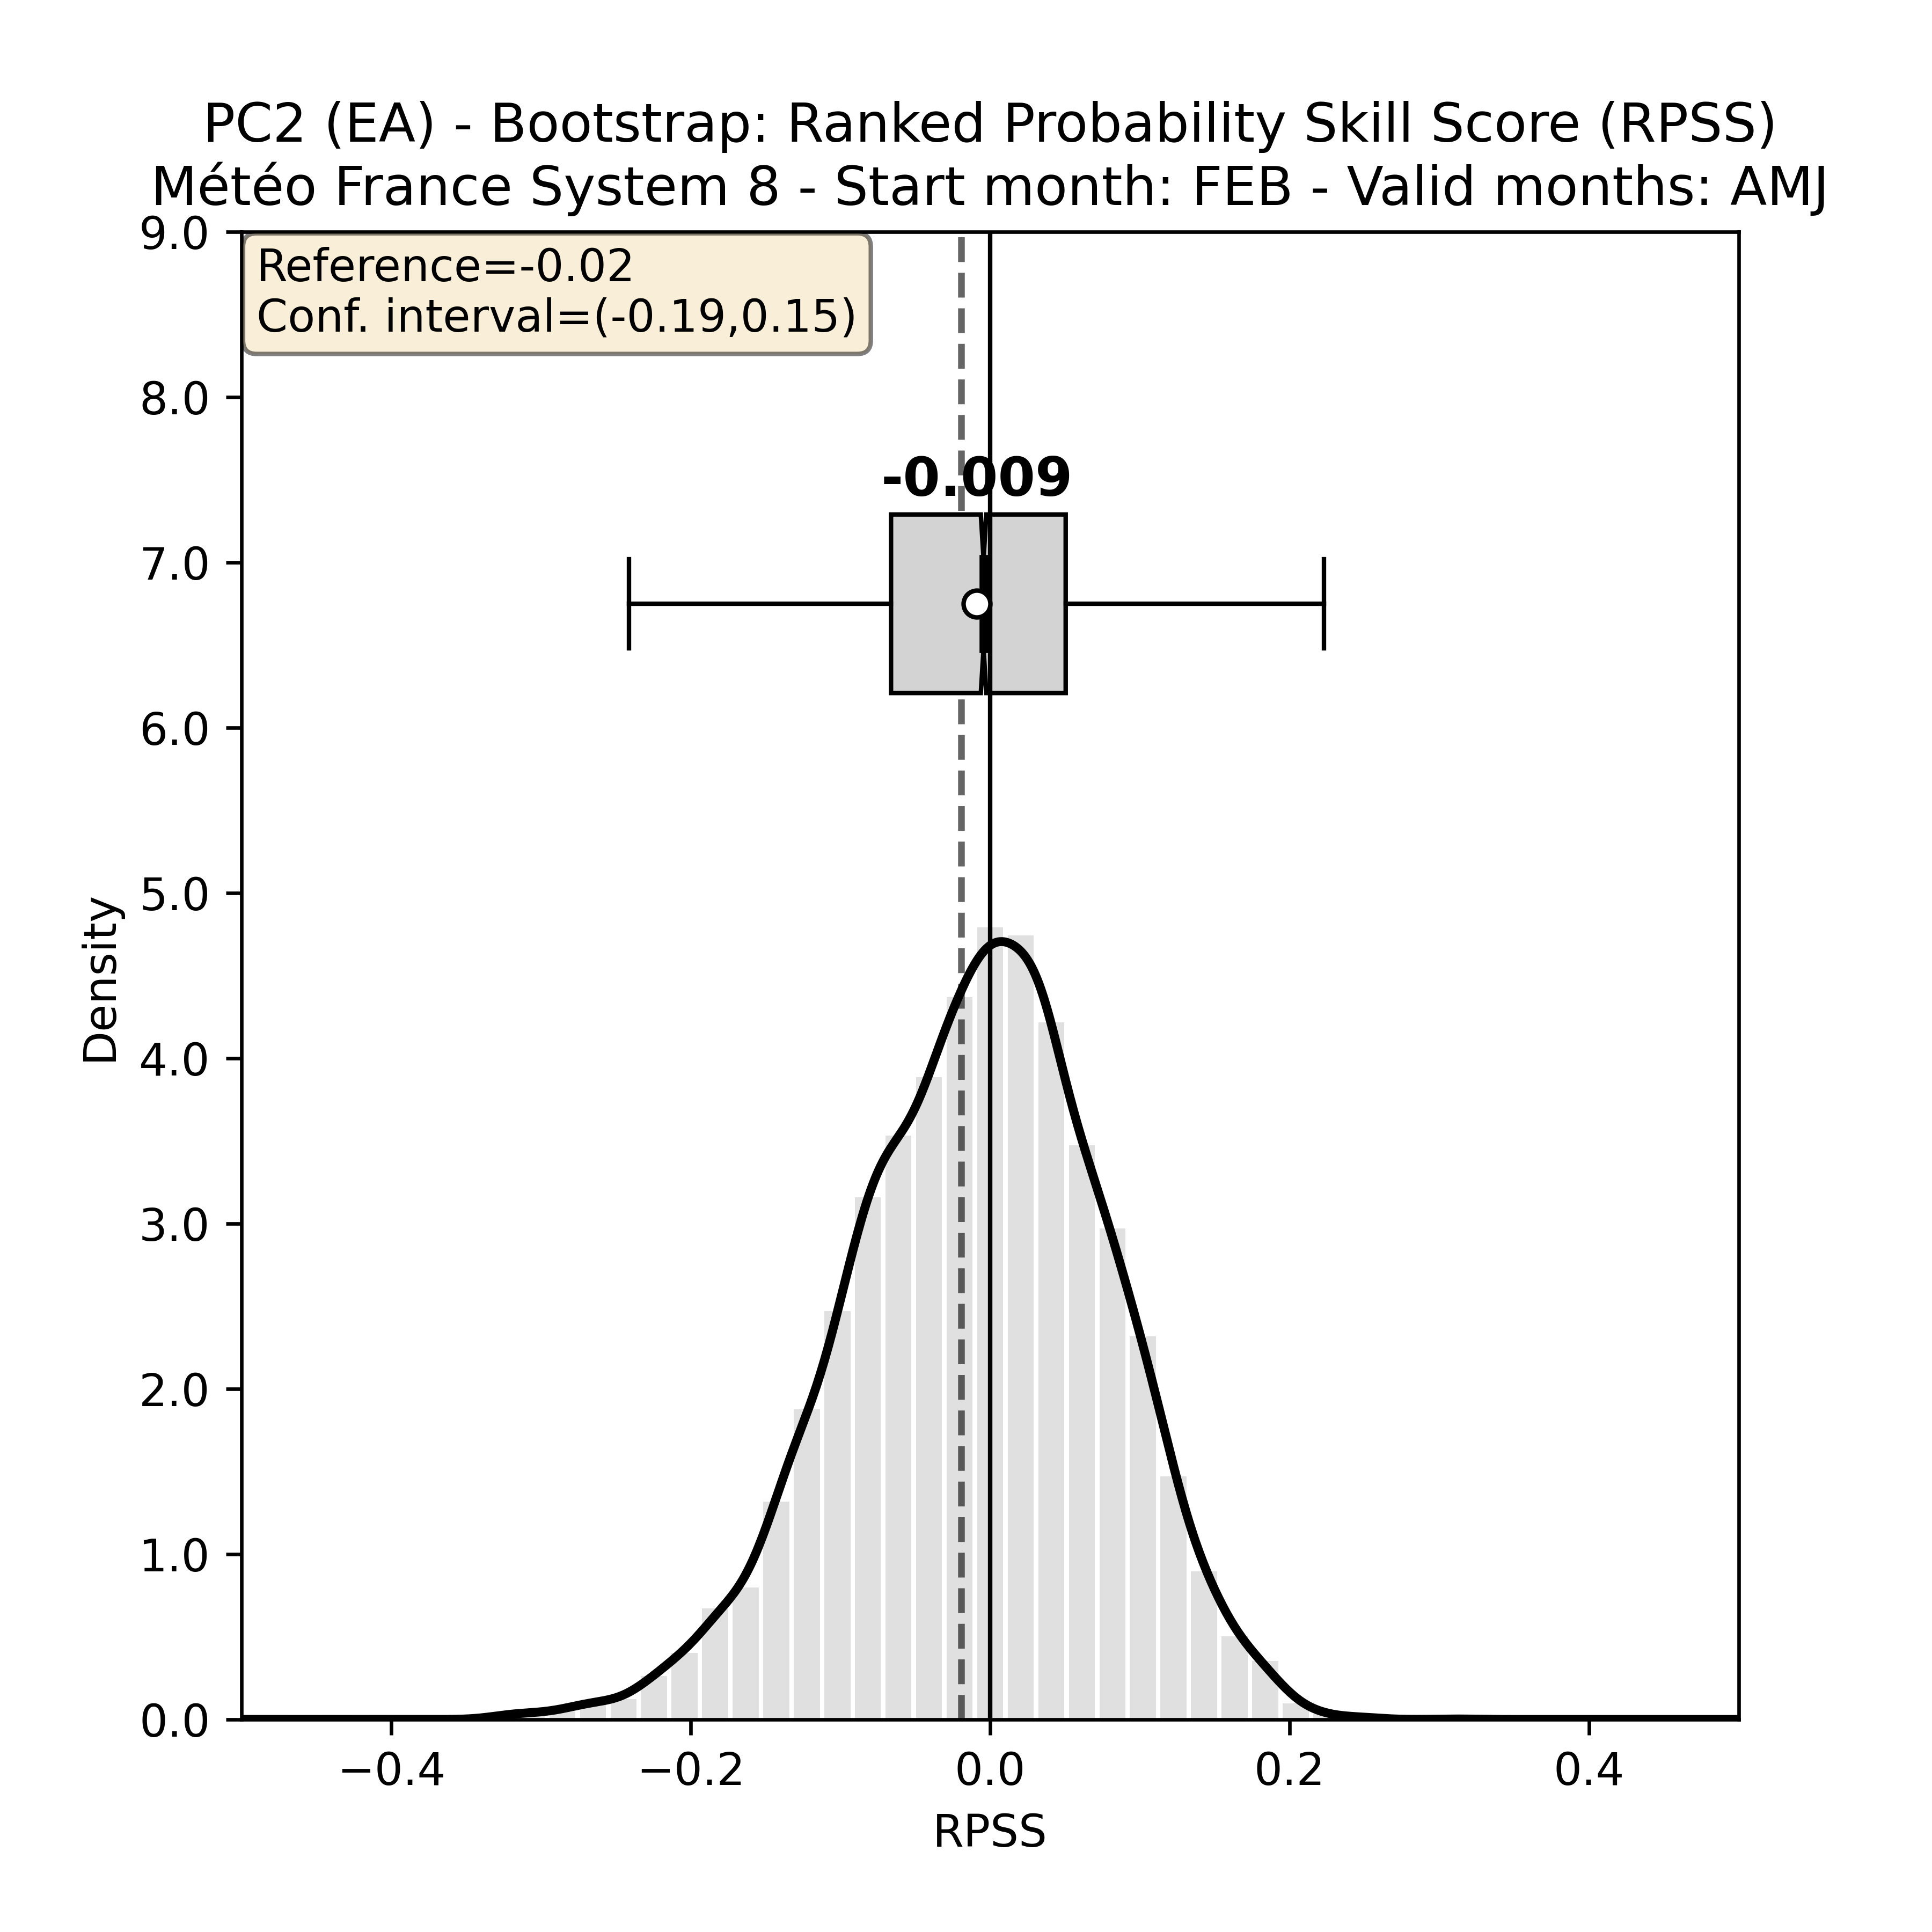 PC2 (EA) - Bootstrap: Ranked Probability Skill Score (RPSS)
Météo France System 8 - Start month: FEB - Valid months: AMJ
Reference=-0.02
Conf. interval=(-0.19,0.15)
-0.009
9.0
8.0
7.0
6.0
5.0
4.0
3.0
2.0
1.0
0.0
Density
−0.4
−0.2
0.0
0.2
0.4
RPSS